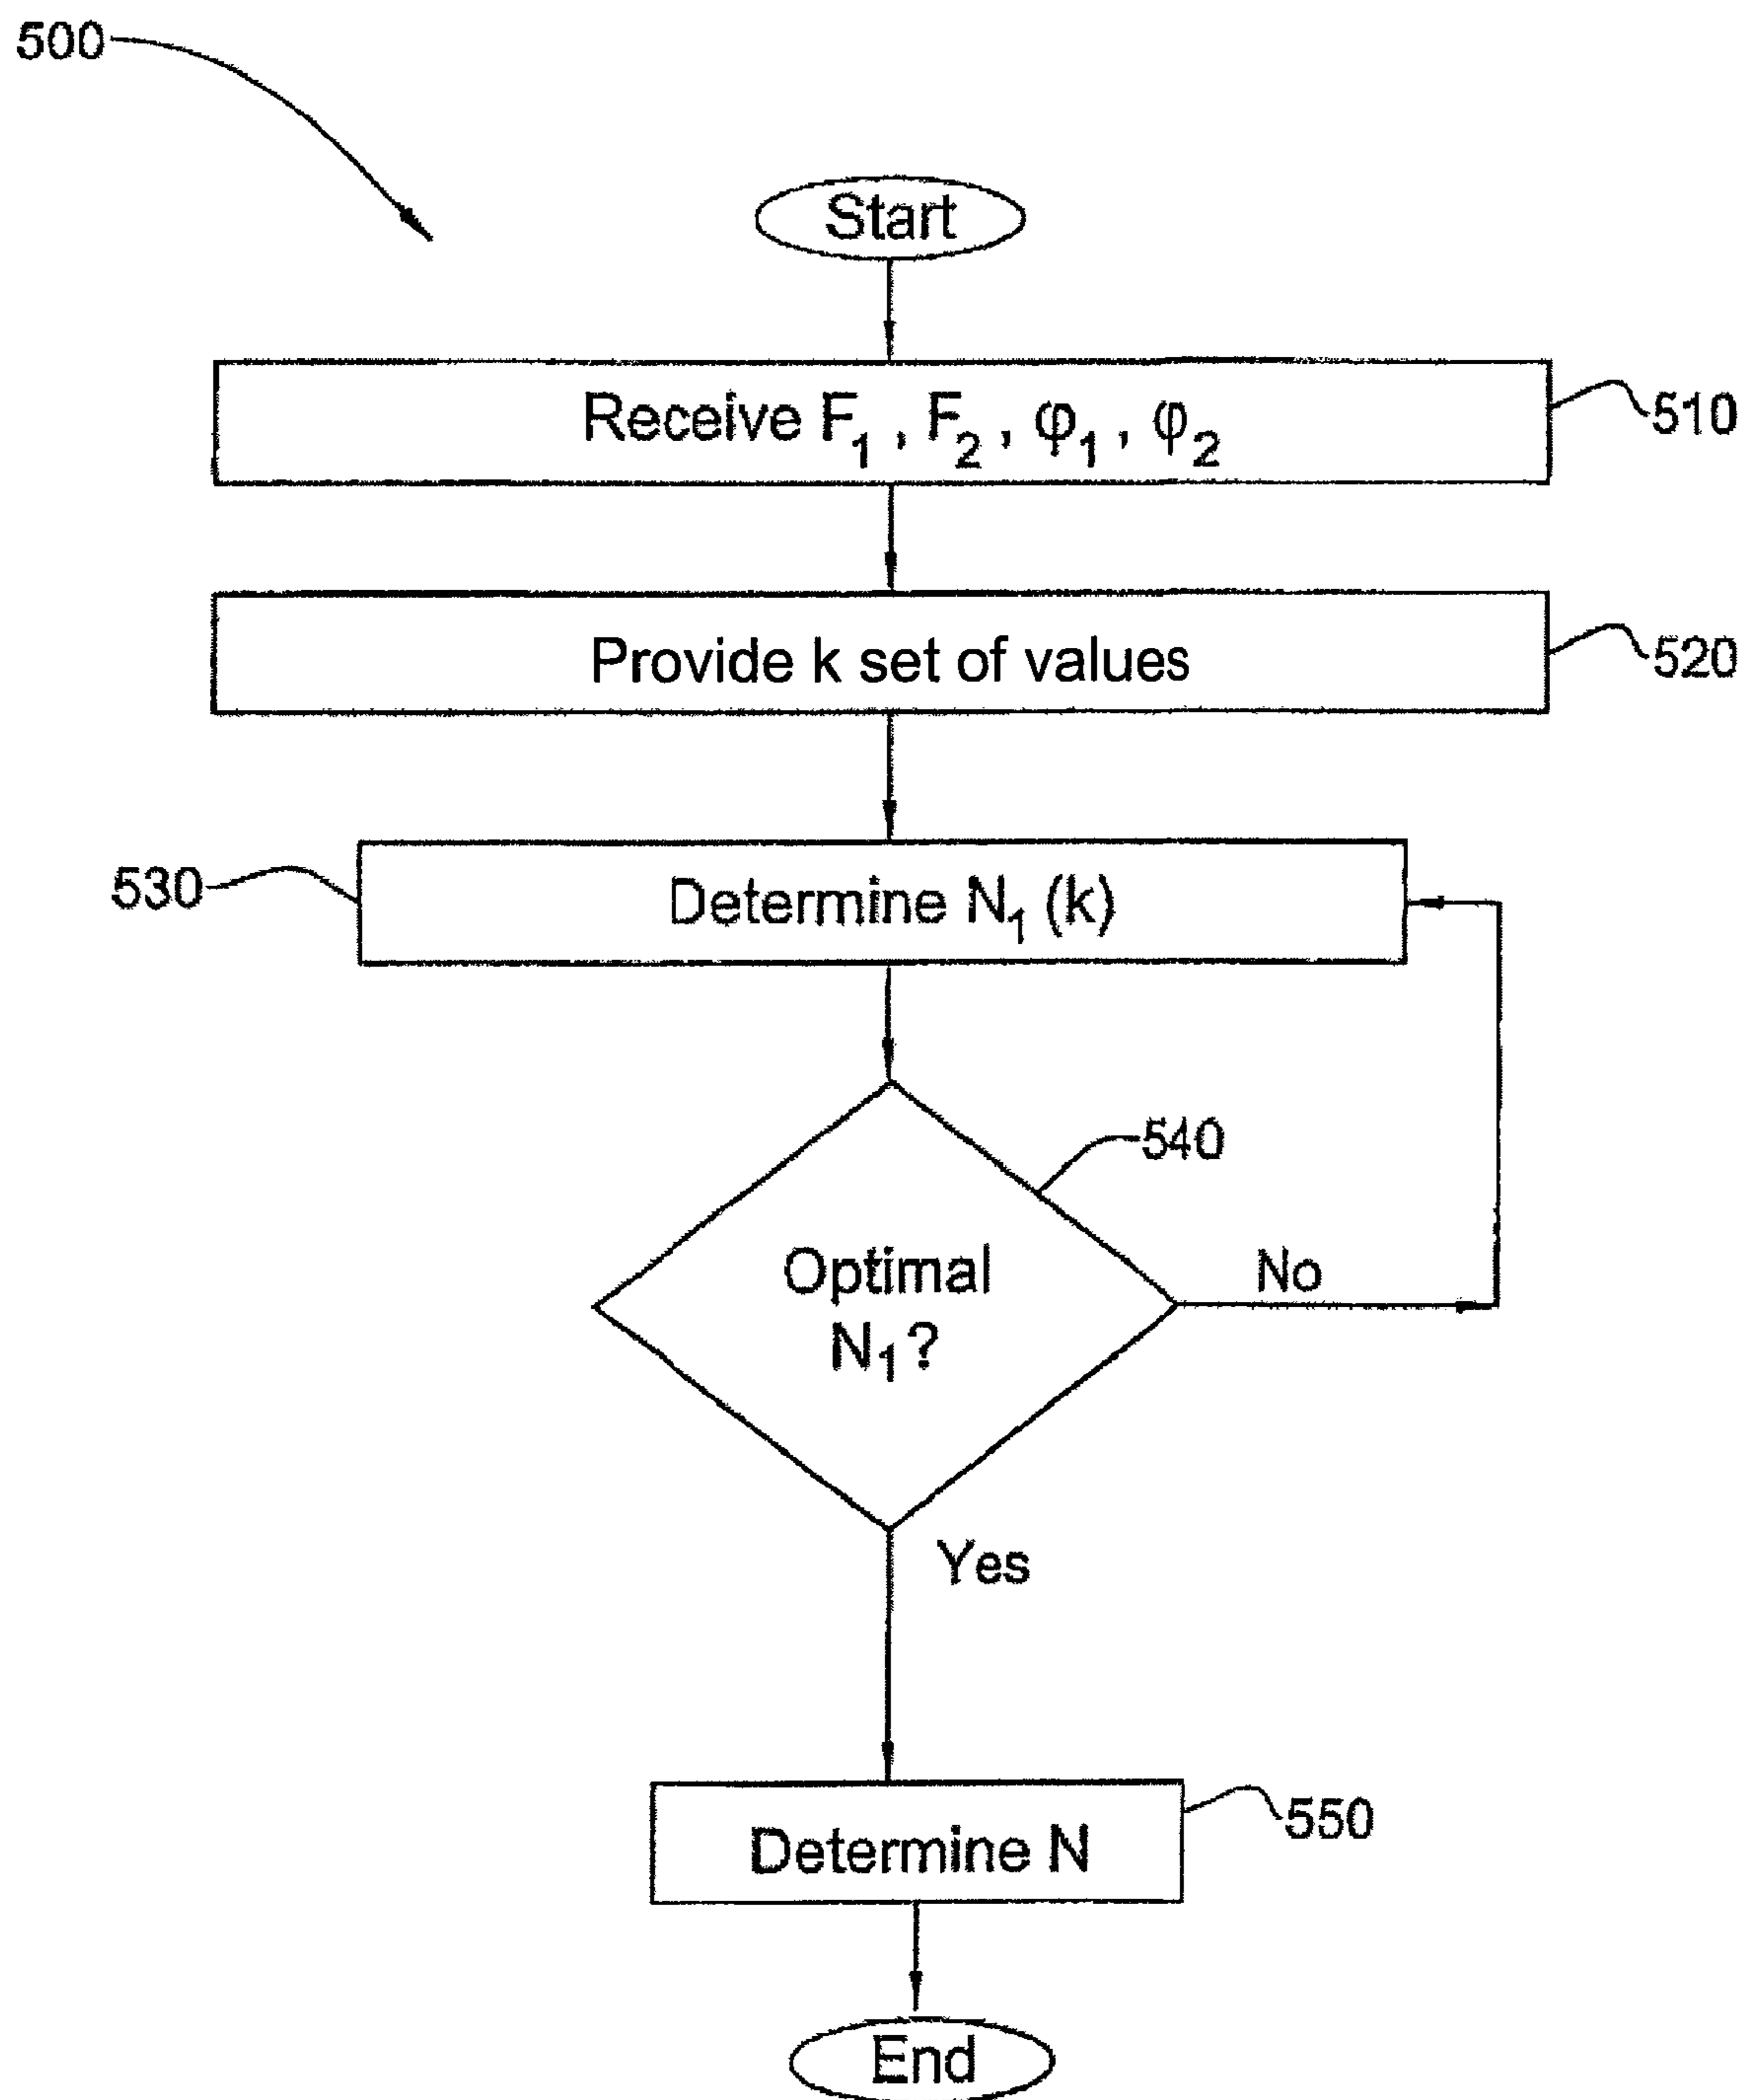 500
Start
Receive F₁, F₂, φ₁, φ₂
510
Provide k set of values
520
530
Determine N₁ (k)
540
Optimal
N₁?
No
Yes
Determine N
550
End